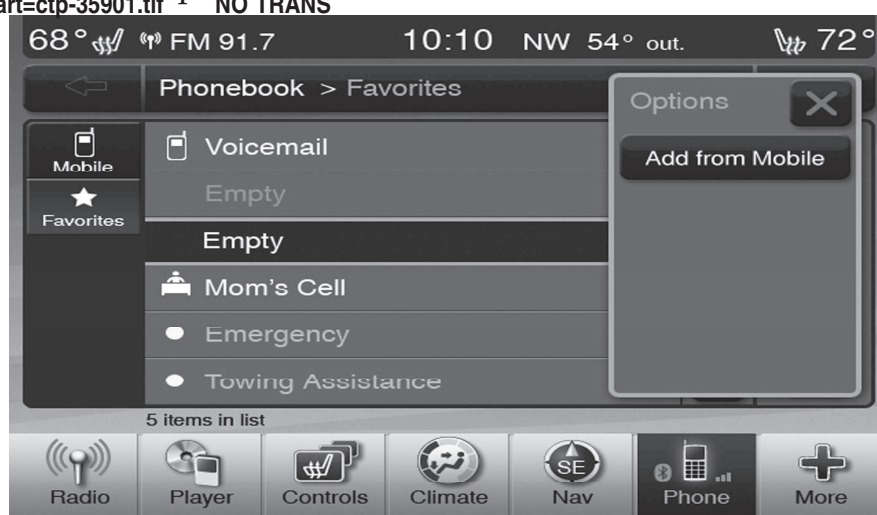 art=ctp-35901.tif 1 NO TRANS
68° FM 91.7 10:10 NW 54° out. 72°
Phonebook > Favorites
Options
Mobile
Voicemail
Add from Mobile
Favorites
Empty
Empty
Mom's Cell
Emergency
Towing Assistance
5 items in list
Radio
Player
Controls
Climate
SE
Nav
Phone
More